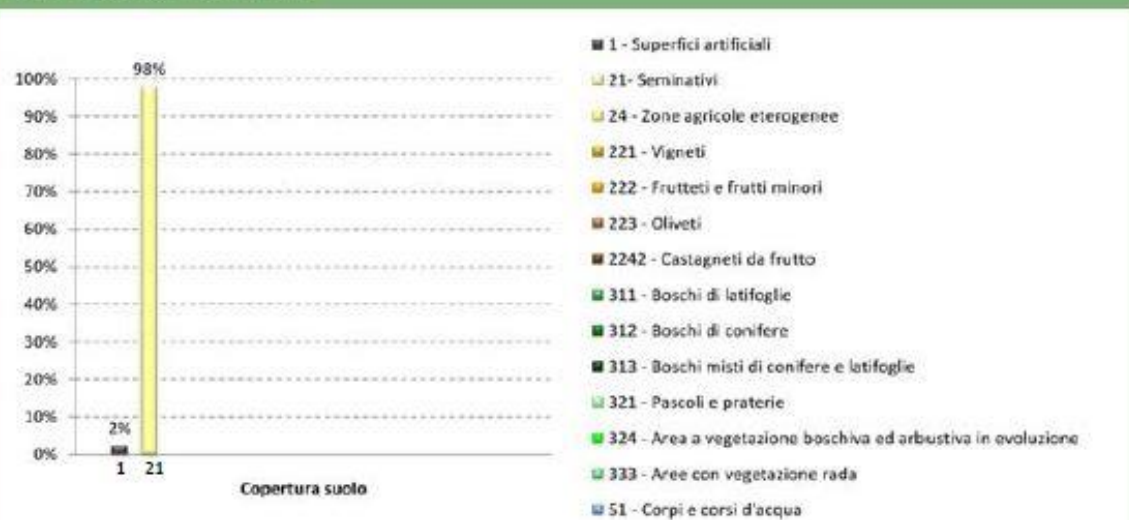 98%
100%
90%
80%
70%
60%
50%
40%
30%
20%
10%
2%
0%
1 21
Copertura suolo
1 - Superfici artificiali
21- Seminativi
24 - Zone agricole eterogenee
221 - Vigneti
222 - Frutteti e frutti minori
223 - Oliveti
2242 - Castagneti da frutto
311 - Boschi di latifoglie
312 - Boschi di conifere
313 - Boschi misti di conifere e latifoglie
321 - Pascoli e praterie
324 - Area a vegetazione boschiva ed arbustiva in evoluzione
333 - Aree con vegetazione rada
51 - Corpi e corsi d'acqua